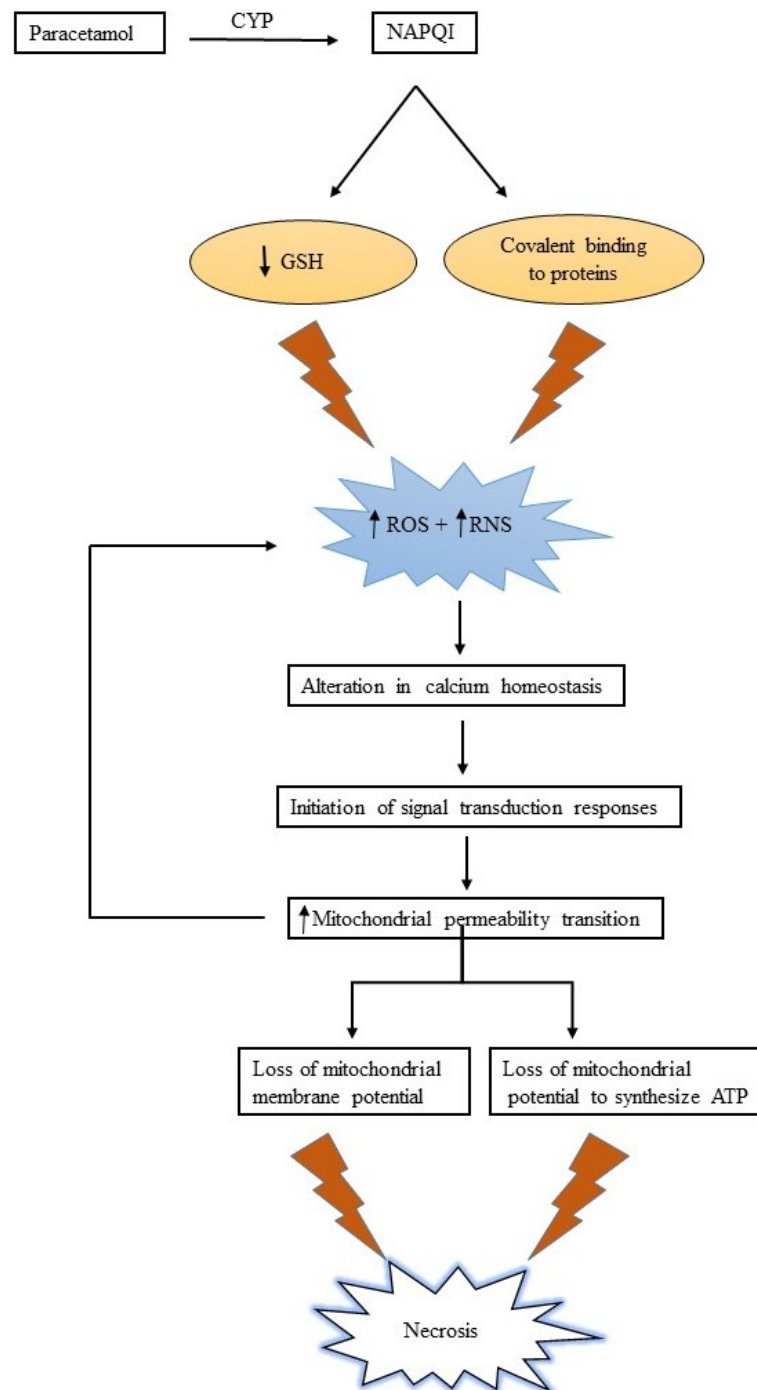 Paracetamol
CYP
NAPQI
↓ GSH
Covalent binding
to proteins
↑ ROS + ↑RNS
Alteration in calcium homeostasis
Initiation of signal transduction responses
↑Mitochondrial permeability transition
Loss of mitochondrial
membrane potential
Loss of mitochondrial
potential to synthesize ATP
Necrosis